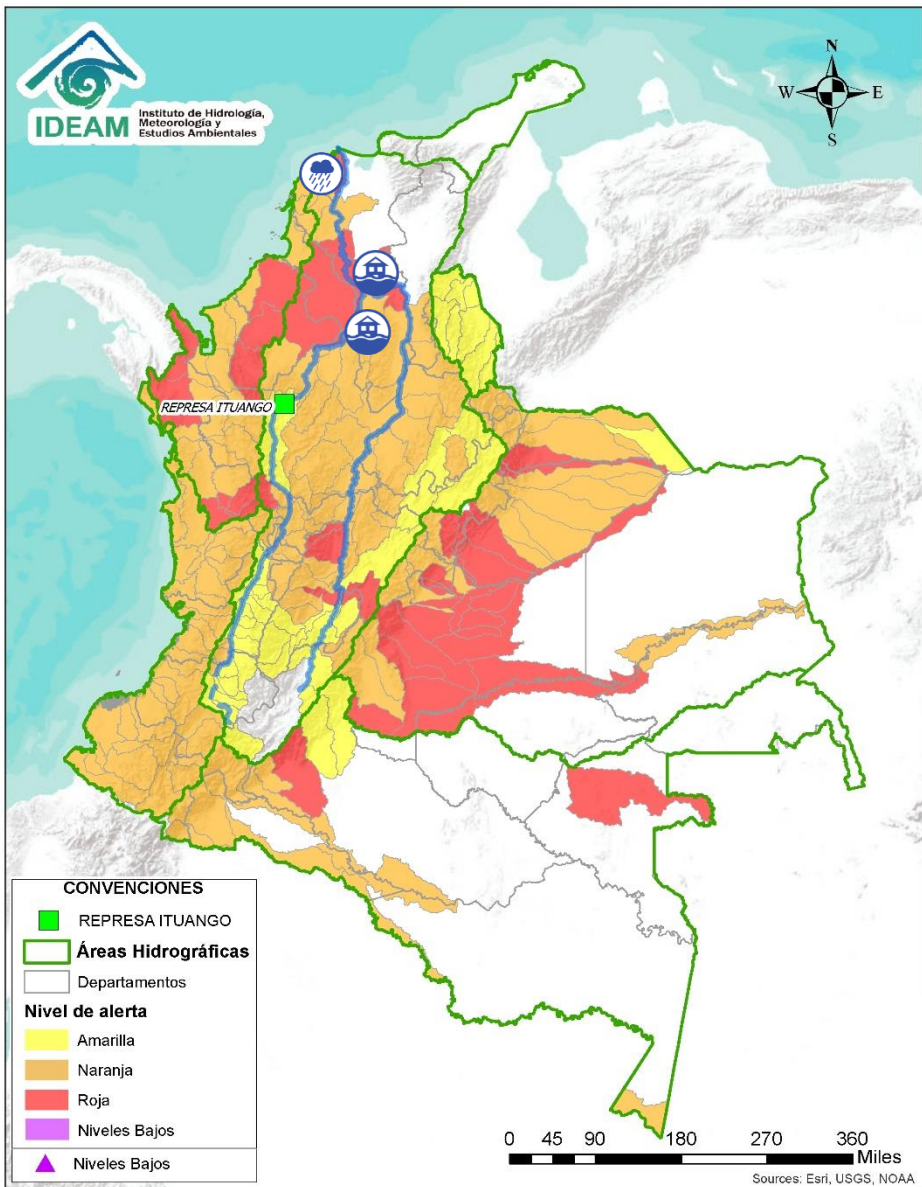 IDEAM
Instituto de Hidrología,
Meteorología y
Estudios Ambientales
N
W
E
S
REPRESA ITUANGO
CONVENCIONES
REPRESA ITUANGO
Áreas Hidrográficas
Departamentos
Nivel de alerta
Amarilla
Naranja
Roja
Niveles Bajos
Niveles Bajos
0 45 90 180 270 360
Miles
Sources: Esri, USGS, NOAA